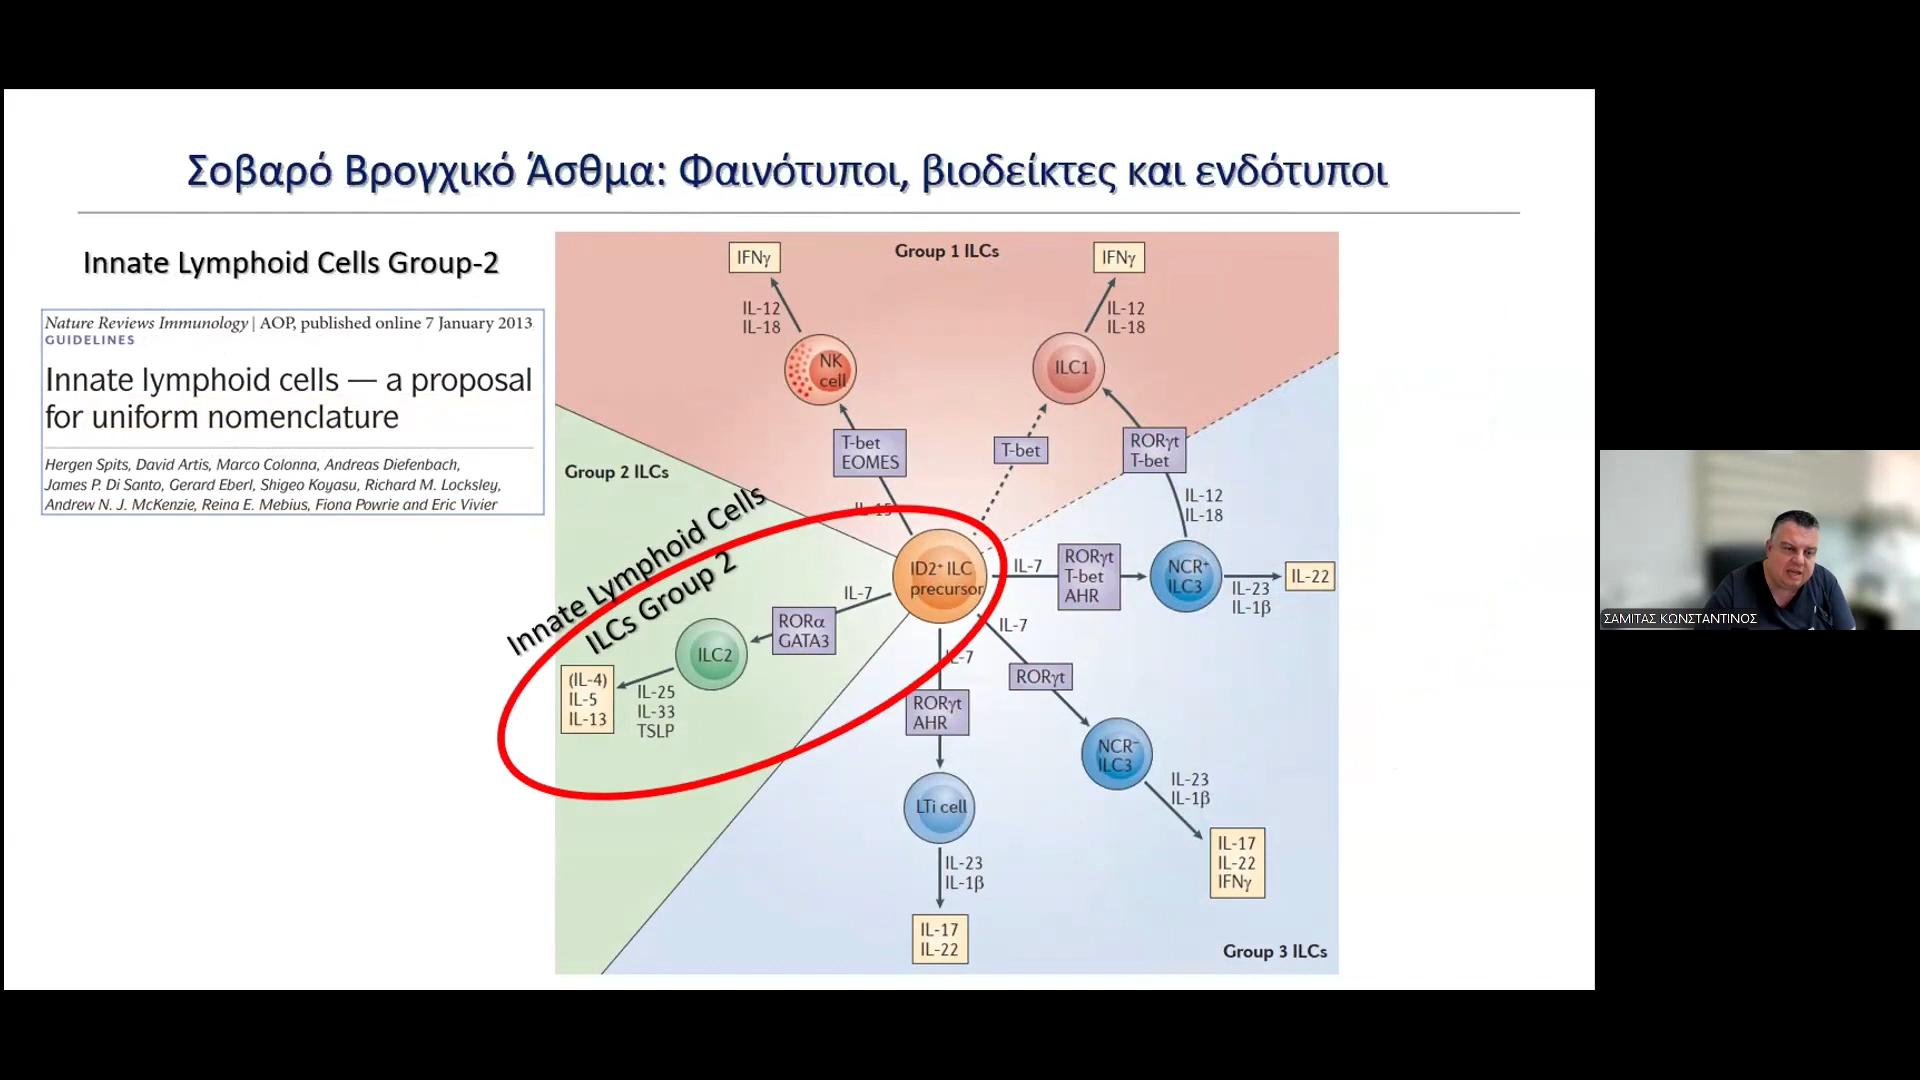 Σοβαρό Βρογχικό Άσθμα: Φαινότυποι, βιοδείκτες και ενδότυποι
Innate Lymphoid Cells Group-2
Nature Reviews Immunology | AOP, published online 7 January 2013
GUIDELINES
Innate lymphoid cells — a proposal
for uniform nomenclature
Hergen Spits, David Artis, Marco Colonna, Andreas Diefenbach,
James P. Di Santo, Gerard Eberl, Shigeo Koyasu, Richard M. Locksley,
Andrew N. J. McKenzie, Reina E. Mebius, Fiona Powrie and Eric Vivier
Group 1 ILCs
IFNγ
IL-12
IL-18
NK
cell
T-bet
EOMES
IL-15
IFNγ
IL-12
IL-18
ILC1
T-bet
RORγt
T-bet
IL-12
IL-18
Group 2 ILCs
Innate Lymphoid Cells
ILCs Group 2
ID2⁺ ILC
precursor
IL-7
RORα
GATA3
ILC2
IL-25
IL-33
TSLP
(IL-4)
IL-5
IL-13
IL-7
RORγt
T-bet
AHR
NCR⁺
ILC3
IL-23
IL-1β
IL-22
IL-7
RORγt
NCR⁻
ILC3
IL-23
IL-1β
IL-17
IL-22
IFNγ
IL-7
RORγt
AHR
LTi cell
IL-23
IL-1β
IL-17
IL-22
Group 3 ILCs
ΣΑΜΙΤΑΣ ΚΩΝΣΤΑΝΤΙΝΟΣ